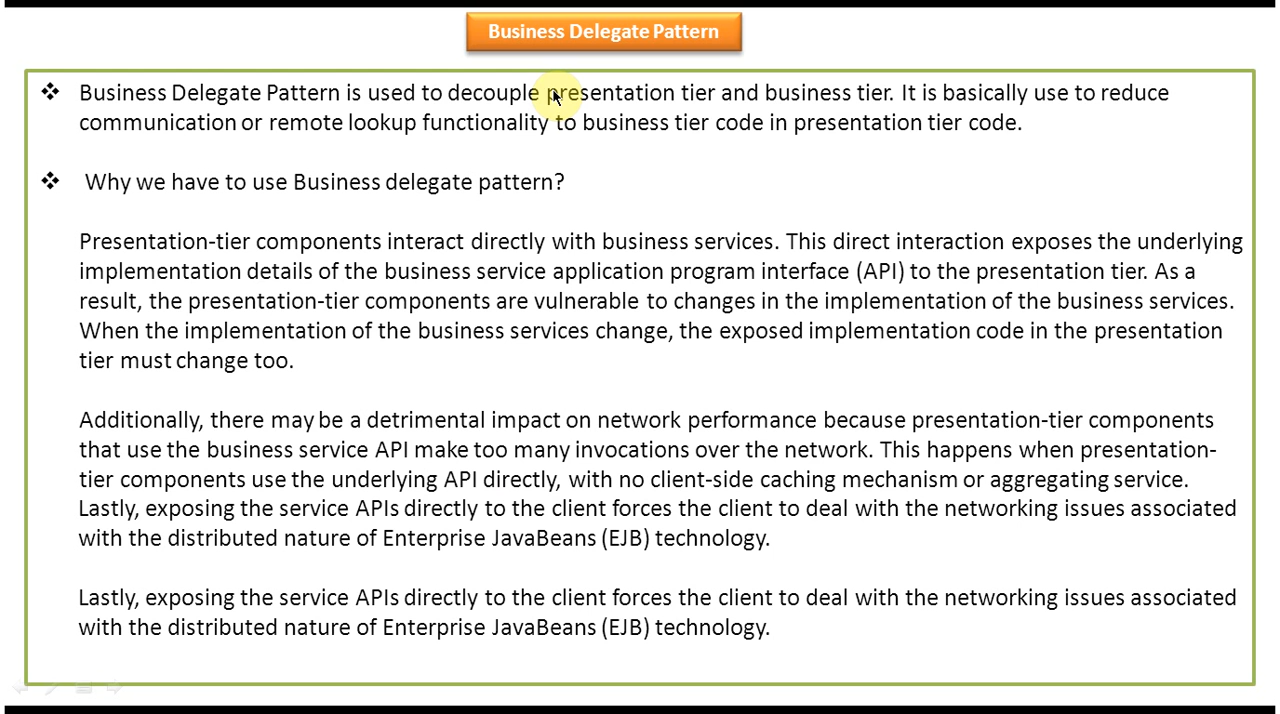 Business Delegate Pattern
❖ Business Delegate Pattern is used to decouple presentation tier and business tier. It is basically use to reduce
communication or remote lookup functionality to business tier code in presentation tier code.
❖ Why we have to use Business delegate pattern?
Presentation-tier components interact directly with business services. This direct interaction exposes the underlying
implementation details of the business service application program interface (API) to the presentation tier. As a
result, the presentation-tier components are vulnerable to changes in the implementation of the business services.
When the implementation of the business services change, the exposed implementation code in the presentation
tier must change too.
Additionally, there may be a detrimental impact on network performance because presentation-tier components
that use the business service API make too many invocations over the network. This happens when presentation-
tier components use the underlying API directly, with no client-side caching mechanism or aggregating service.
Lastly, exposing the service APIs directly to the client forces the client to deal with the networking issues associated
with the distributed nature of Enterprise JavaBeans (EJB) technology.
Lastly, exposing the service APIs directly to the client forces the client to deal with the networking issues associated
with the distributed nature of Enterprise JavaBeans (EJB) technology.